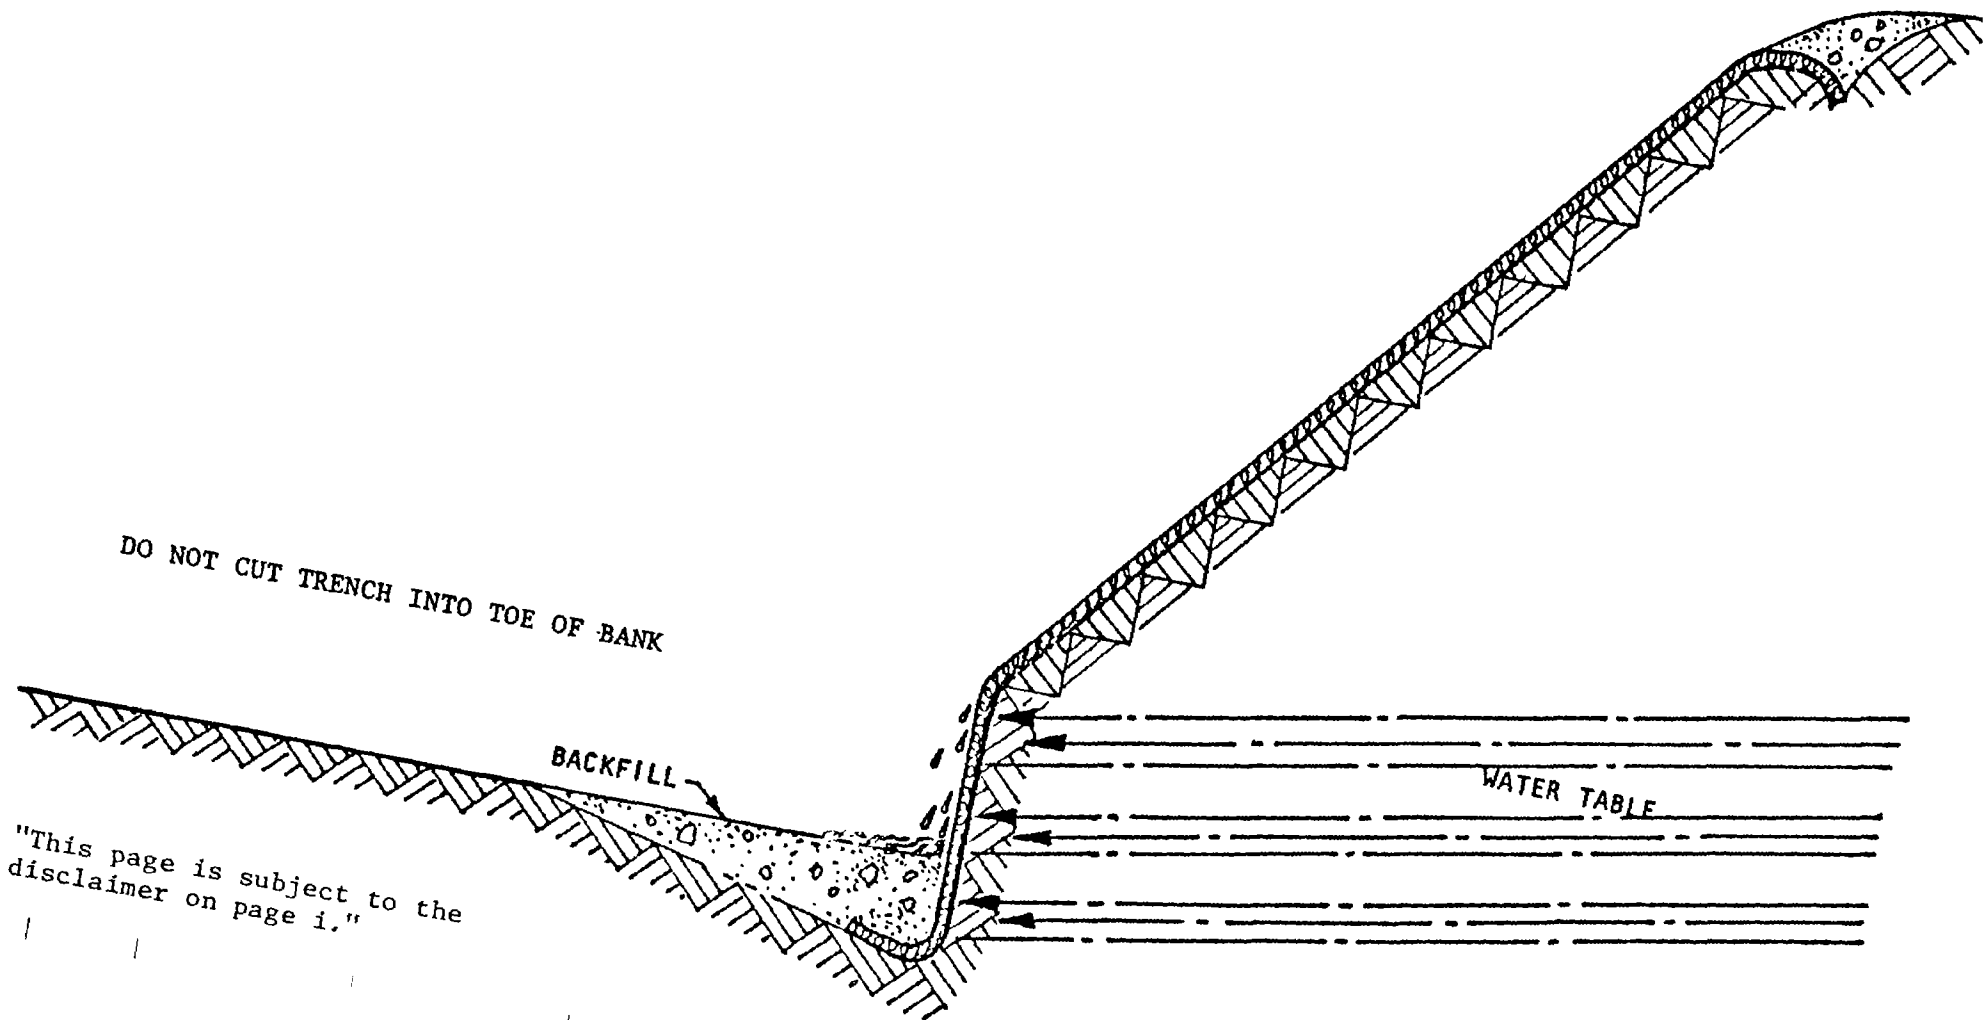 DO NOT CUT TRENCH INTO TOE OF BANK
BACKFILL
WATER TABLE
"This page is subject to the
disclaimer on page i."